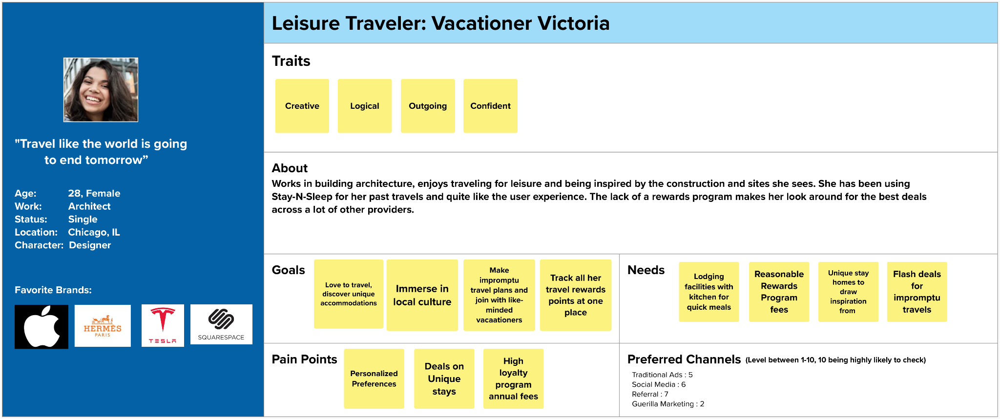 Leisure Traveler: Vacationer Victoria
"Travel like the world is going
to end tomorrow”
Age: 28, Female
Work: Architect
Status: Single
Location: Chicago, IL
Character: Designer
Favorite Brands:
HERMÈS
PARIS
TESLA
SQUARESPACE
Traits
Creative
Logical
Outgoing
Confident
About
Works in building architecture, enjoys traveling for leisure and being inspired by the construction and sites she sees. She has been using
Stay-N-Sleep for her past travels and quite like the user experience. The lack of a rewards program makes her look around for the best deals
across a lot of other providers.
Goals
Love to travel,
discover unique
accommodations
Immerse in
local culture
Make
impromptu
travel plans and
join with like-
minded
vacaationers
Track all her
travel rewards
points at one
place
Needs
Lodging
facilities with
kitchen for
quick meals
Reasonable
Rewards
Program
fees
Unique stay
homes to
draw
inspiration
from
Flash deals
for
impromptu
travels
Pain Points
Personalized
Preferences
Deals on
Unique
stays
High
loyalty
program
annual fees
Preferred Channels (Level between 1-10, 10 being highly likely to check)
Traditional Ads : 5
Social Media : 6
Referral : 7
Guerilla Marketing : 2